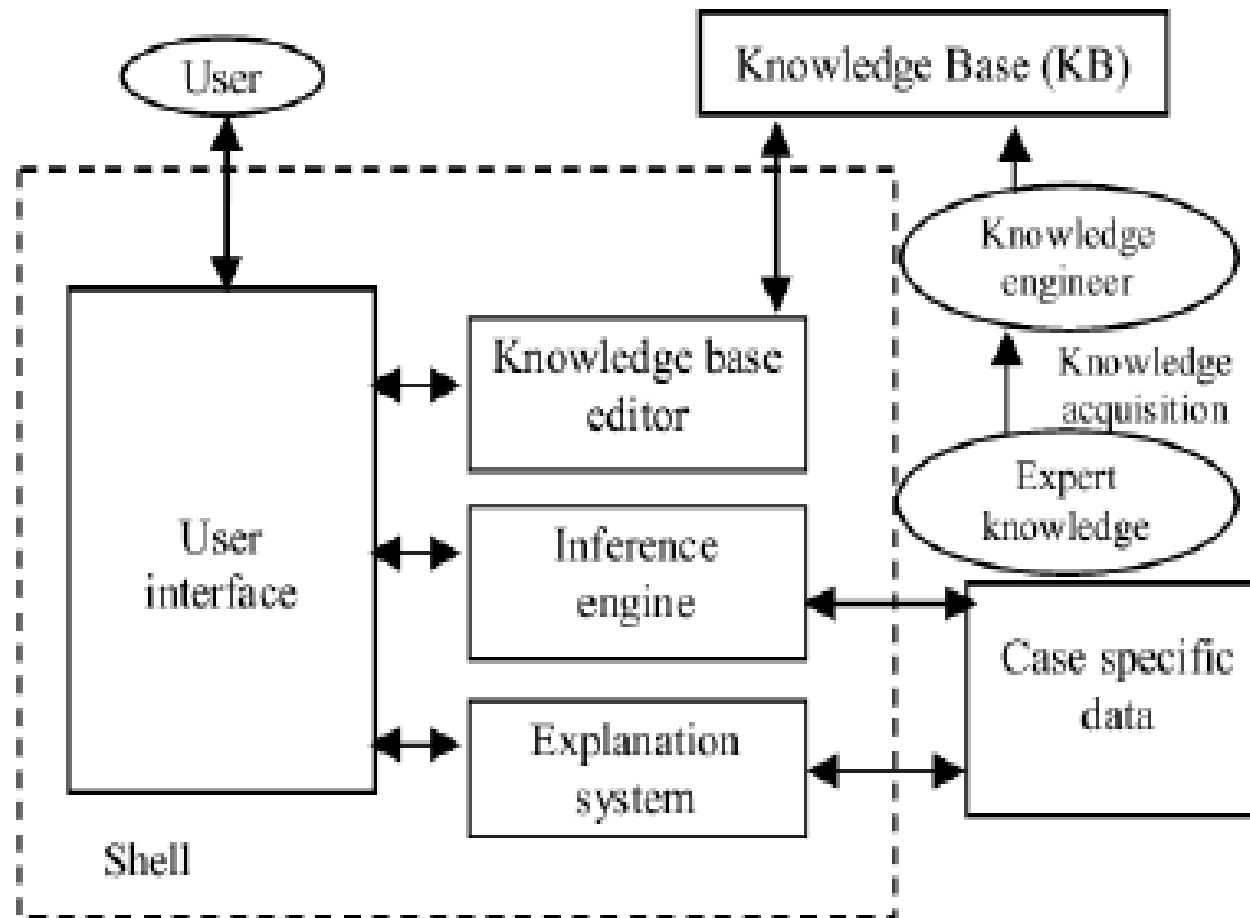 User
Knowledge Base (KB)
Knowledge
engineer
Knowledge base
editor
Knowledge
acquisition
Expert
knowledge
User
interface
Inference
engine
Case specific
data
Explanation
system
Shell